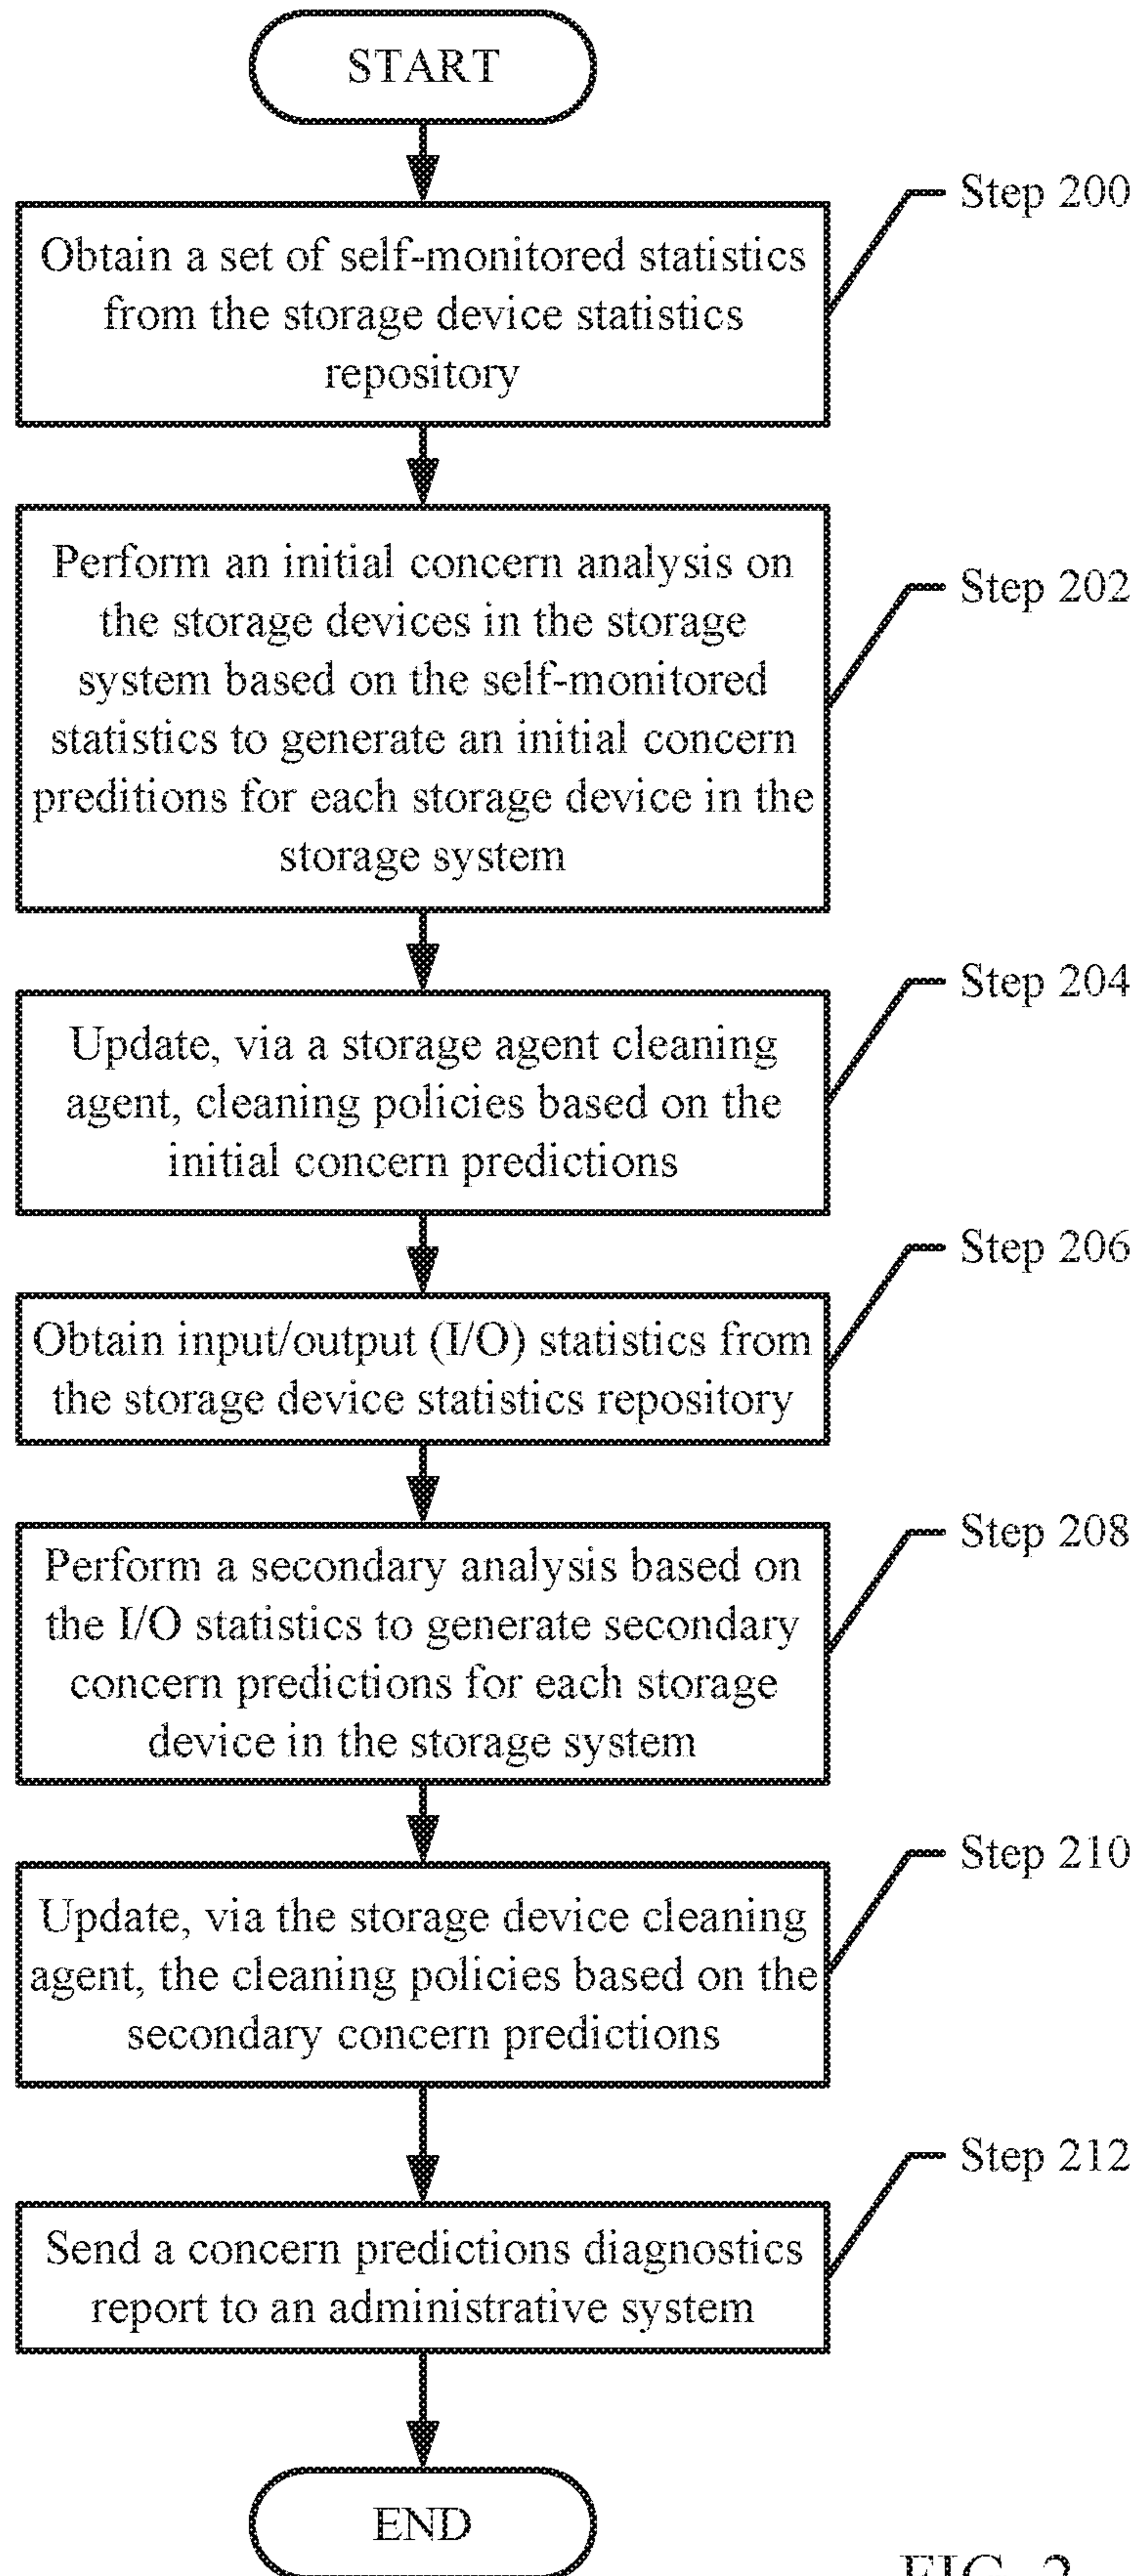 START
Step 200
Obtain a set of self-monitored statistics
from the storage device statistics
repository
Step 202
Perform an initial concern analysis on
the storage devices in the storage
system based on the self-monitored
statistics to generate an initial concern
preditions for each storage device in the
storage system
Step 204
Update, via a storage agent cleaning
agent, cleaning policies based on the
initial concern predictions
Step 206
Obtain input/output (I/O) statistics from
the storage device statistics repository
Step 208
Perform a secondary analysis based on
the I/O statistics to generate secondary
concern predictions for each storage
device in the storage system
Step 210
Update, via the storage device cleaning
agent, the cleaning policies based on the
secondary concern predictions
Step 212
Send a concern predictions diagnostics
report to an administrative system
END
FIG. 2